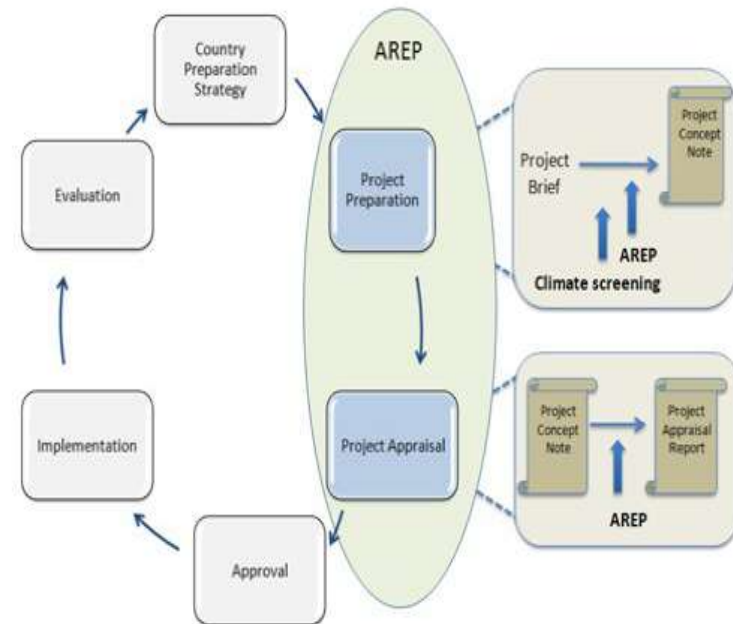 Country
Preparation
Strategy
AREP
Project
Preparation
Project Appraisal
Approval
Implementation
Evaluation
Project
Brief
Project
Concept
Note
AREP
Climate screening
Project
Concept
Note
Project
Appraisal
Report
AREP